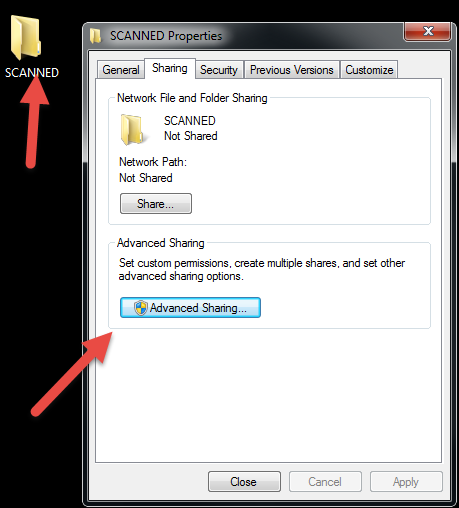 SCANNED
SCANNED Properties
General Sharing Security Previous Versions Customize
Network File and Folder Sharing
SCANNED
Not Shared
Network Path:
Not Shared
Share...
Advanced Sharing
Set custom permissions, create multiple shares, and set other
advanced sharing options.
Advanced Sharing...
Close Cancel Apply